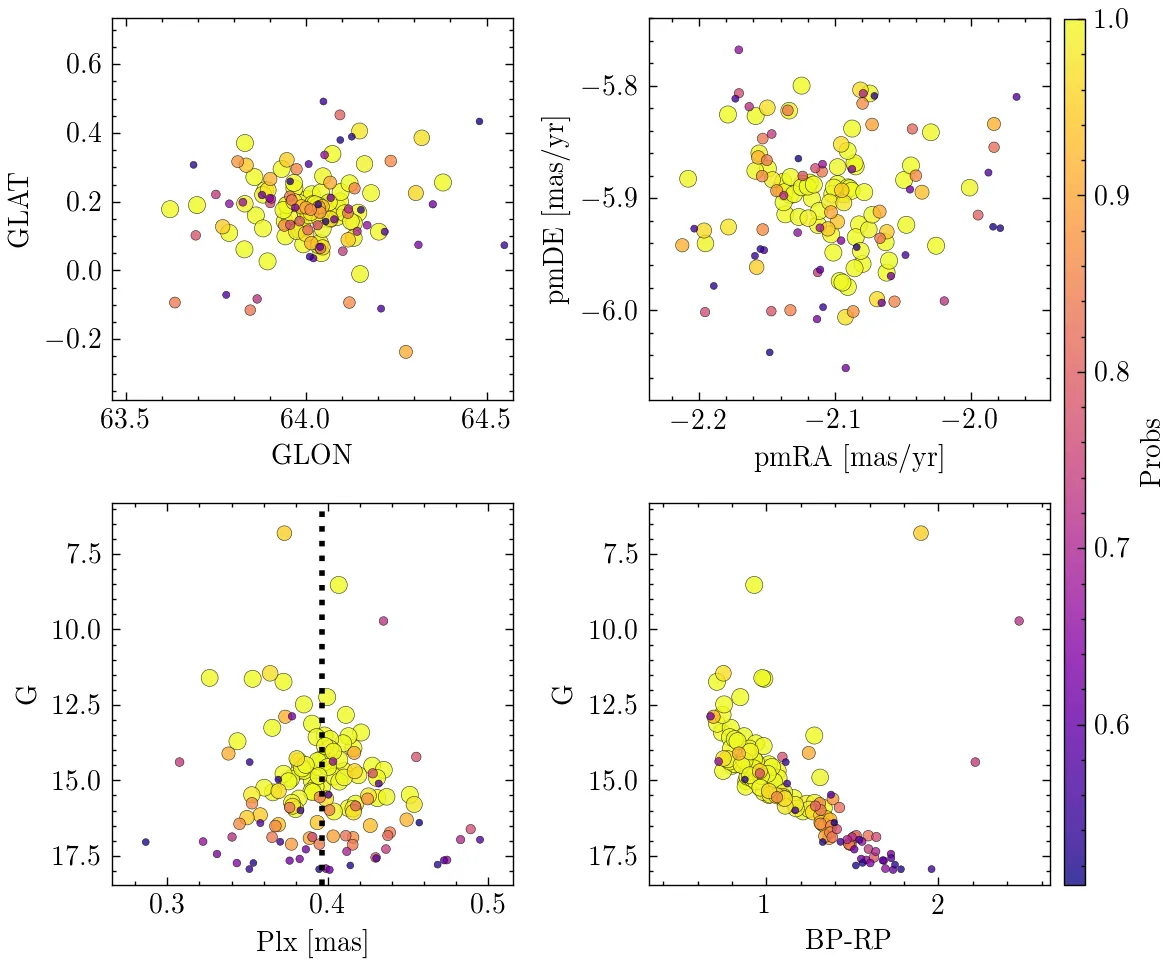 0.6
0.4
0.2
0.0
−0.2
GLAT
63.5 64.0 64.5
GLON
−5.8
−5.9
−6.0
pmDE [mas/yr]
−2.2 −2.1 −2.0
pmRA [mas/yr]
1.0
0.9
0.8
0.7
0.6
Probs
7.5
10.0
12.5
15.0
17.5
G
0.3 0.4 0.5
Plx [mas]
7.5
10.0
12.5
15.0
17.5
G
1 2
BP-RP